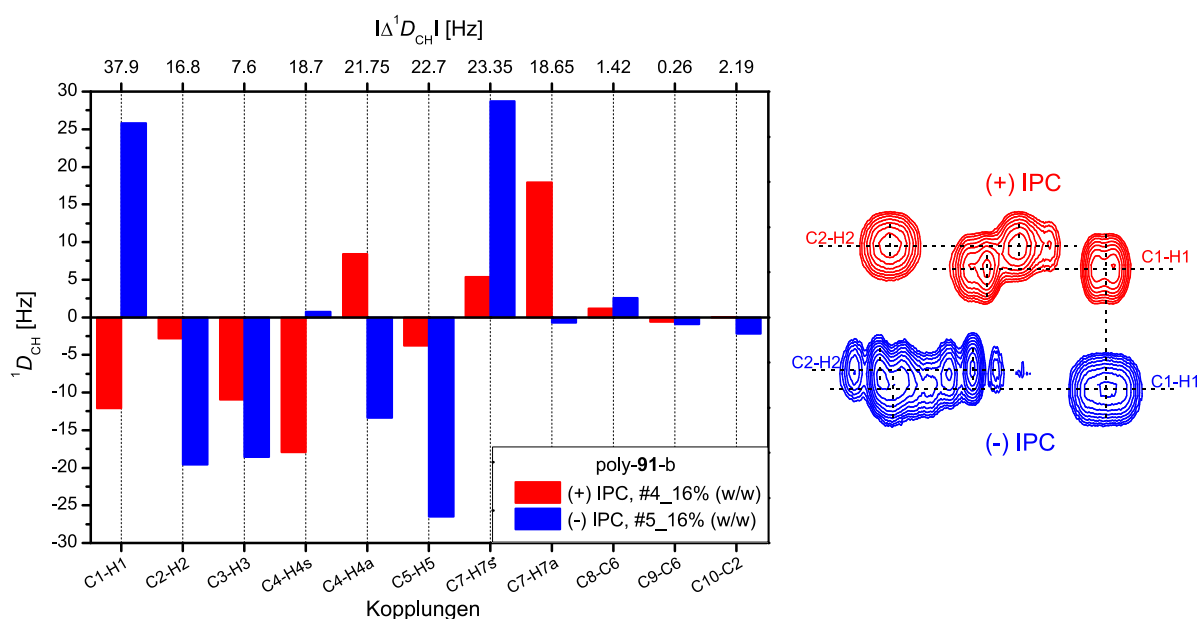 |Δ¹D_CH| [Hz]
37.9 16.8 7.6 18.7 21.75 22.7 23.35 18.65 1.42 0.26 2.19
30
25
20
15
10
5
0
-5
-10
-15
-20
-25
-30
¹D_CH [Hz]
C1-H1 C2-H2 C3-H3 C4-H4s C4-H4a C5-H5 C7-H7s* C7-H7a C8-C6 C9-C6 C10-C2
Kopplungen
poly-91-b
(+) IPC, #4_16% (w/w)
(-) IPC, #5_16% (w/w)
(+) IPC
C2-H2
C1-H1
C2-H2
C1-H1
(-) IPC